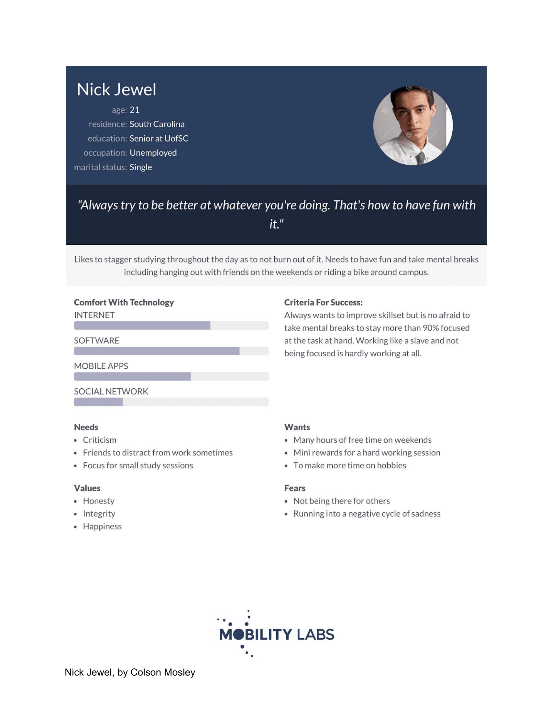 Nick Jewel
age: 21
residence: South Carolina
education: Senior at UofSC
occupation: Unemployed
marital status: Single
"Always try to be better at whatever you're doing. That's how to have fun with
it."
Likes to stagger studying throughout the day as to not burn out of it. Needs to have fun and take mental breaks
including hanging out with friends on the weekends or riding a bike around campus.
Comfort With Technology
INTERNET
SOFTWARE
MOBILE APPS
SOCIAL NETWORK
Criteria For Success:
Always wants to improve skillset but is no afraid to
take mental breaks to stay more than 90% focused
at the task at hand. Working like a slave and not
being focused is hardly working at all.
Needs
• Criticism
• Friends to distract from work sometimes
• Focus for small study sessions
Wants
• Many hours of free time on weekends
• Mini rewards for a hard working session
• To make more time on hobbies
Values
• Honesty
• Integrity
• Happiness
Fears
• Not being there for others
• Running into a negative cycle of sadness
MOBILITY LABS
Nick Jewel, by Colson Mosley